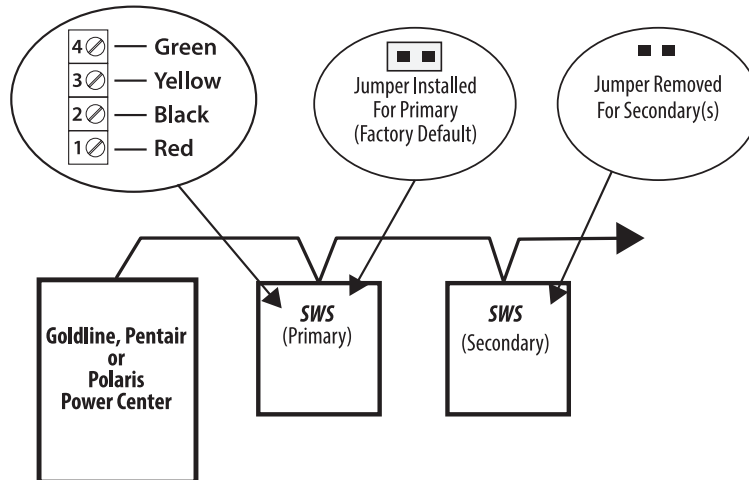 4 — Green
3 — Yellow
2 — Black
1 — Red
Jumper Installed
For Primary
(Factory Default)
Jumper Removed
For Secondary(s)
Goldline, Pentair
or
Polaris
Power Center
SWS
(Primary)
SWS
(Secondary)